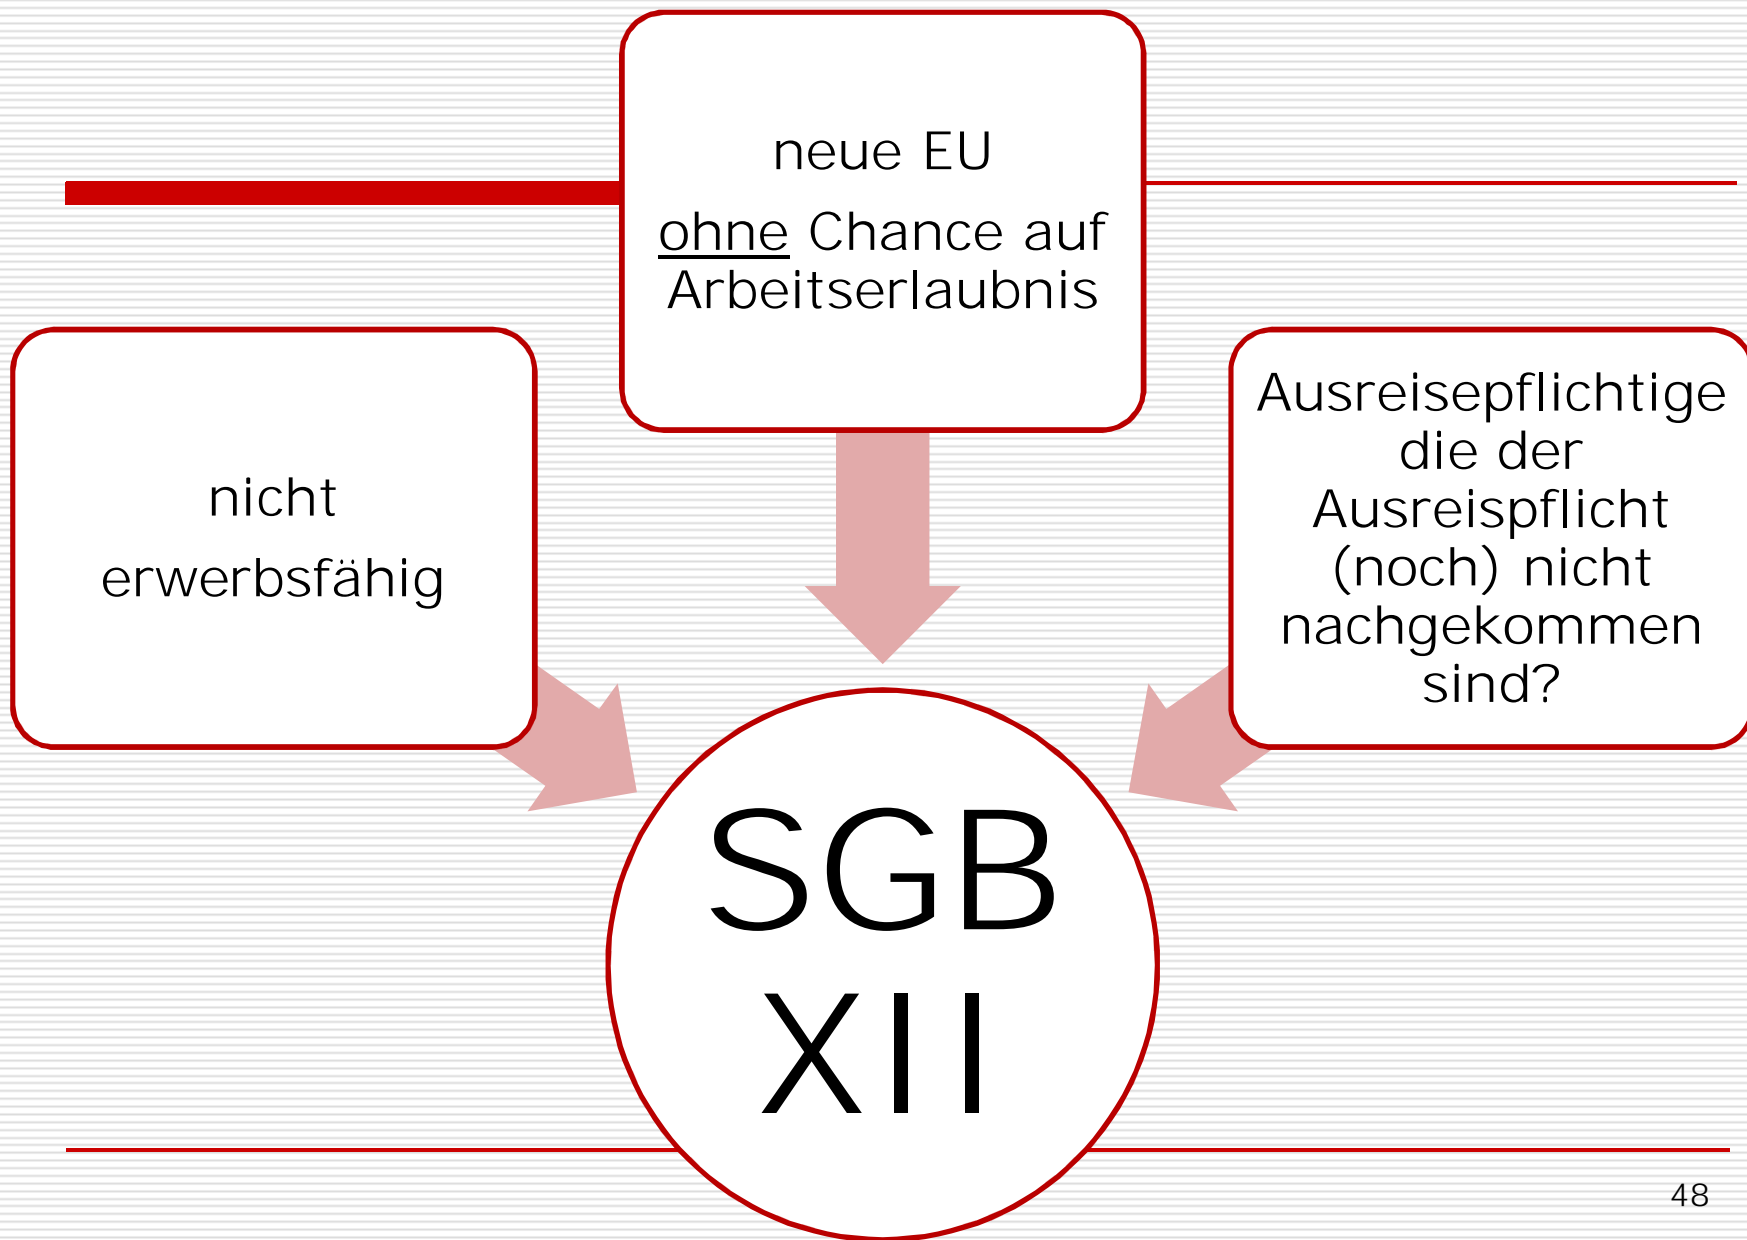 neue EU
ohne Chance auf
Arbeitserlaubnis
nicht
erwerbsfähig
Ausreisepflichtige
die der
Ausreispflicht
(noch) nicht
nachgekommen
sind?
SGB
XII
48